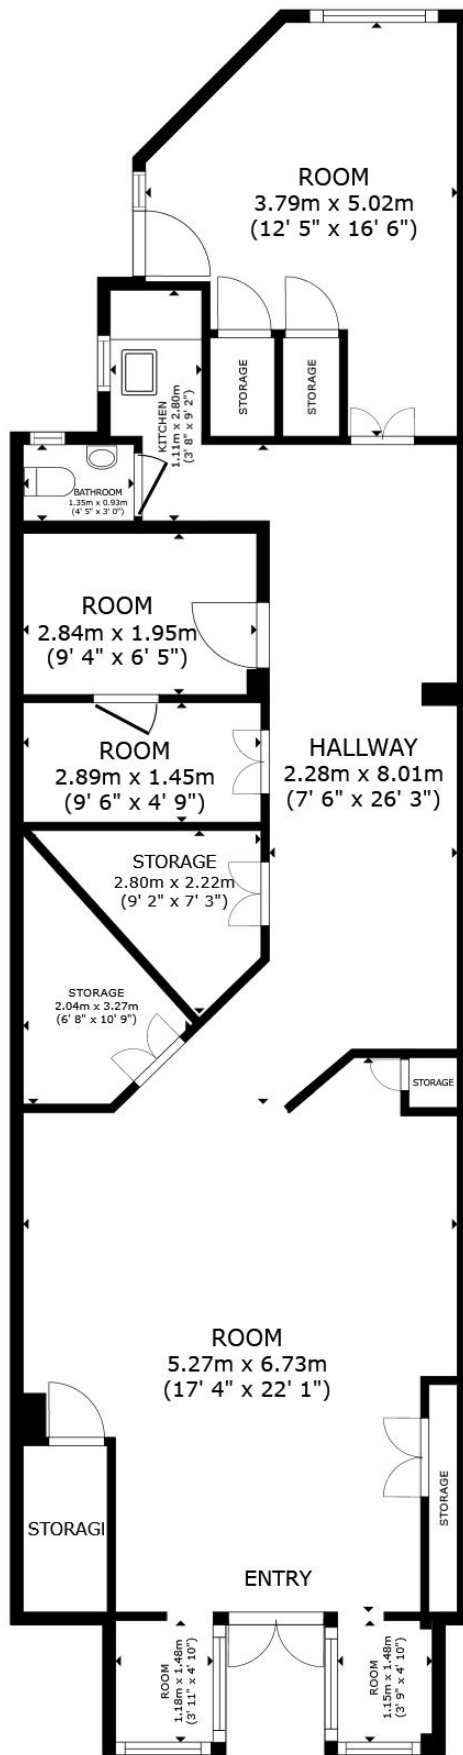 ROOM
3.79m x 5.02m
(12' 5" x 16' 6")
STORAGE
STORAGE
KITCHEN
1.11m x 2.80m
(3' 8" x 9' 2")
BATHROOM
1.35m x 0.93m
(4' 5" x 3' 0")
ROOM
2.84m x 1.95m
(9' 4" x 6' 5")
ROOM
2.89m x 1.45m
(9' 6" x 4' 9")
HALLWAY
2.28m x 8.01m
(7' 6" x 26' 3")
STORAGE
2.80m x 2.22m
(9' 2" x 7' 3")
STORAGE
2.04m x 3.27m
(6' 8" x 10' 9")
STORAGE
ROOM
5.27m x 6.73m
(17' 4" x 22' 1")
STORAGE
STORAGI
ENTRY
ROOM
1.18m x 1.48m
(3' 11" x 4' 10")
ROOM
1.15m x 1.48m
(3' 9" x 4' 10")